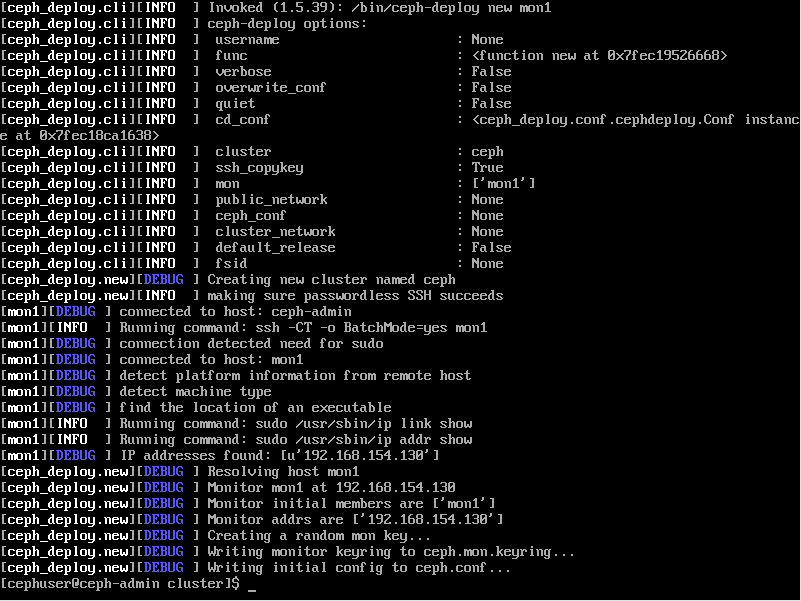 [ceph_deploy.cli][INFO  ] Invoked (1.5.39): /bin/ceph-deploy new mon1
[ceph_deploy.cli][INFO  ] ceph-deploy options:
[ceph_deploy.cli][INFO  ]  username                      : None
[ceph_deploy.cli][INFO  ]  func                          : <function new at 0x7fec19526668>
[ceph_deploy.cli][INFO  ]  verbose                       : False
[ceph_deploy.cli][INFO  ]  overwrite_conf                : False
[ceph_deploy.cli][INFO  ]  quiet                         : False
[ceph_deploy.cli][INFO  ]  cd_conf                       : <ceph_deploy.conf.cephdeploy.Conf instanc
e at 0x7fec18ca1638>
[ceph_deploy.cli][INFO  ]  cluster                       : ceph
[ceph_deploy.cli][INFO  ]  ssh_copykey                   : True
[ceph_deploy.cli][INFO  ]  mon                           : ['mon1']
[ceph_deploy.cli][INFO  ]  public_network                : None
[ceph_deploy.cli][INFO  ]  ceph_conf                     : None
[ceph_deploy.cli][INFO  ]  cluster_network               : None
[ceph_deploy.cli][INFO  ]  default_release               : False
[ceph_deploy.cli][INFO  ]  fsid                          : None
[ceph_deploy.new][DEBUG ] Creating new cluster named ceph
[ceph_deploy.new][INFO  ] making sure passwordless SSH succeeds
[mon1][DEBUG ] connected to host: ceph-admin
[mon1][INFO  ] Running command: ssh -CT -o BatchMode=yes mon1
[mon1][DEBUG ] connection detected need for sudo
[mon1][DEBUG ] connected to host: mon1
[mon1][DEBUG ] detect platform information from remote host
[mon1][DEBUG ] detect machine type
[mon1][DEBUG ] find the location of an executable
[mon1][INFO  ] Running command: sudo /usr/sbin/ip link show
[mon1][INFO  ] Running command: sudo /usr/sbin/ip addr show
[mon1][DEBUG ] IP addresses found: [u'192.168.154.130']
[ceph_deploy.new][DEBUG ] Resolving host mon1
[ceph_deploy.new][DEBUG ] Monitor mon1 at 192.168.154.130
[ceph_deploy.new][DEBUG ] Monitor initial members are ['mon1']
[ceph_deploy.new][DEBUG ] Monitor addrs are ['192.168.154.130']
[ceph_deploy.new][DEBUG ] Creating a random mon key...
[ceph_deploy.new][DEBUG ] Writing monitor keyring to ceph.mon.keyring...
[ceph_deploy.new][DEBUG ] Writing initial config to ceph.conf...
[cephuser@ceph-admin cluster]$ _